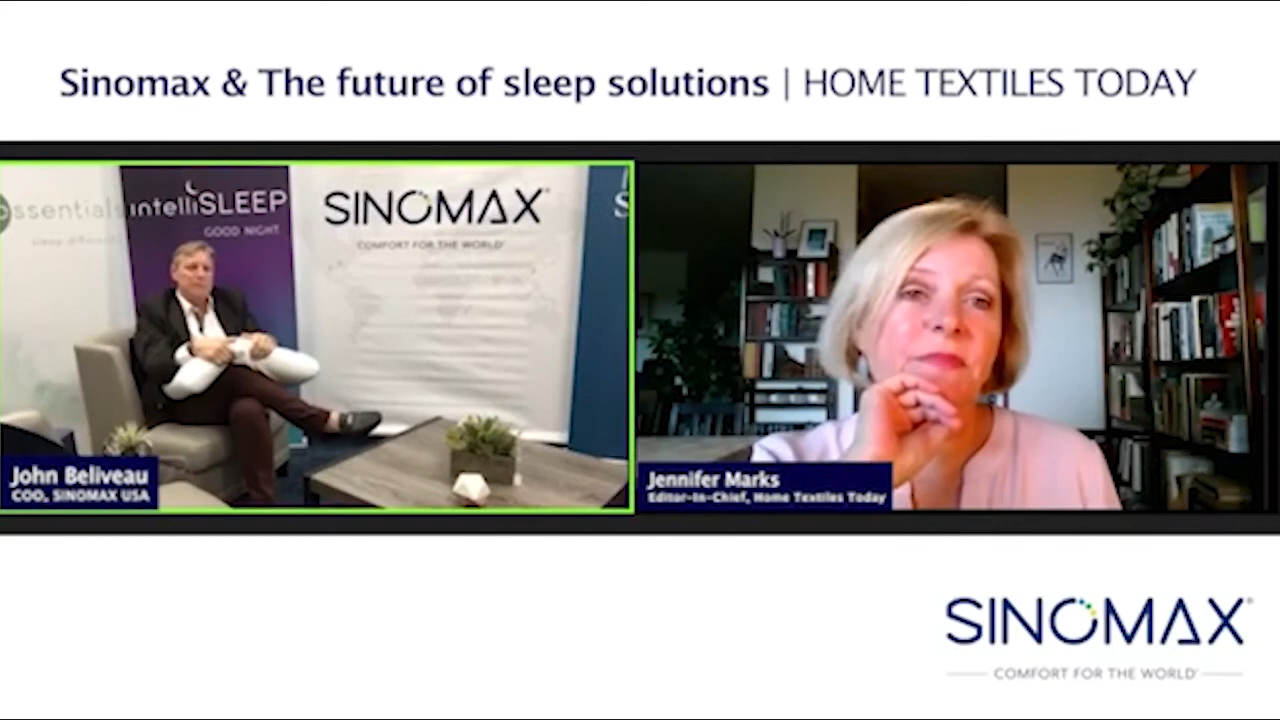 Sinomax & The future of sleep solutions | HOME TEXTILES TODAY
essentials
intelliSLEEP
GOOD NIGHT
SINOMAX
COMFORT FOR THE WORLD
S
John Beliveau
COO, SINOMAX USA
Jennifer Marks
Editor-In-Chief, Home Textiles Today
SINOMAX®
COMFORT FOR THE WORLD